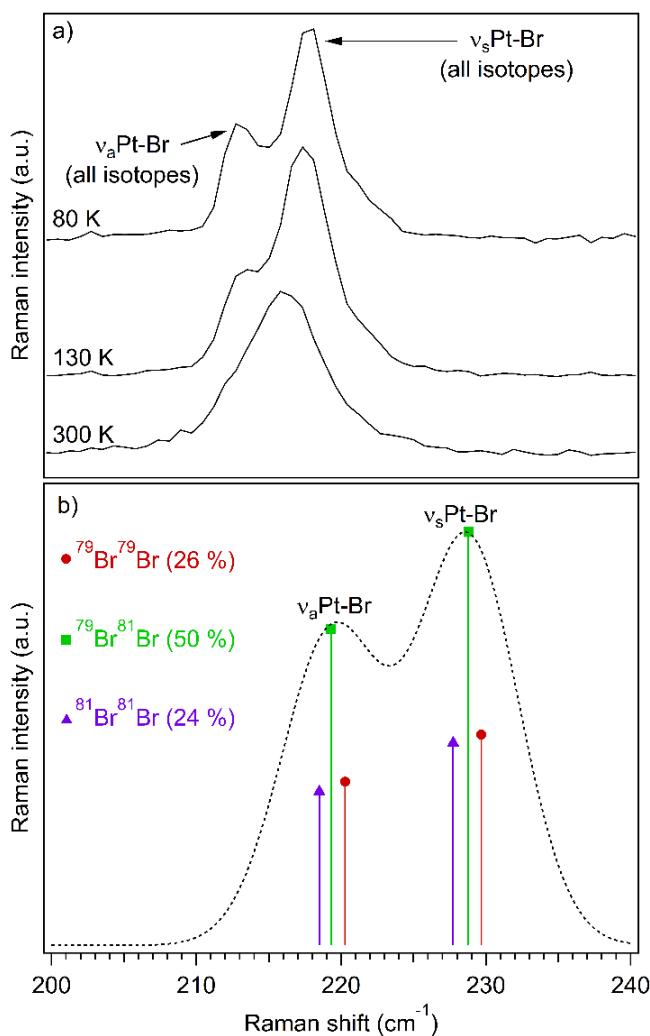 a)
νsPt-Br
(all isotopes)
νaPt-Br
(all isotopes)
80 K
130 K
300 K
Raman intensity (a.u.)
b)
νsPt-Br
79Br79Br (26 %)
νaPt-Br
79Br81Br (50 %)
81Br81Br (24 %)
Raman intensity (a.u.)
200 210 220 230 240
Raman shift (cm-1)